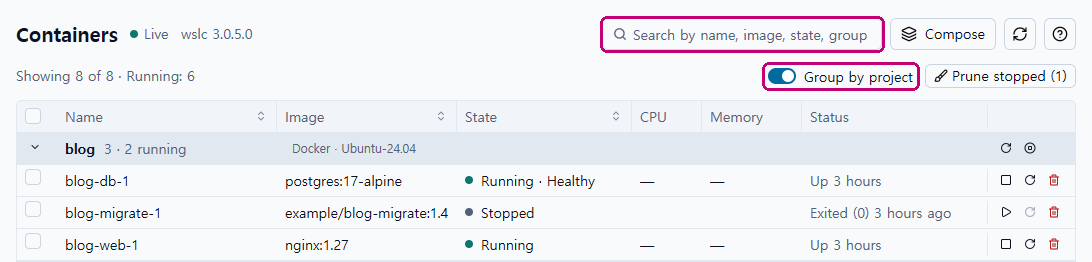 Containers Live wslc 3.0.5.0 Search by name, image, state, group Compose
Showing 8 of 8 · Running: 6 Group by project Prune stopped (1)
Name Image State CPU Memory Status
blog 3 · 2 running Docker · Ubuntu-24.04
blog-db-1 postgres:17-alpine Running · Healthy — — Up 3 hours
blog-migrate-1 example/blog-migrate:1.4 Stopped Exited (0) 3 hours ago
blog-web-1 nginx:1.27 Running — — Up 3 hours